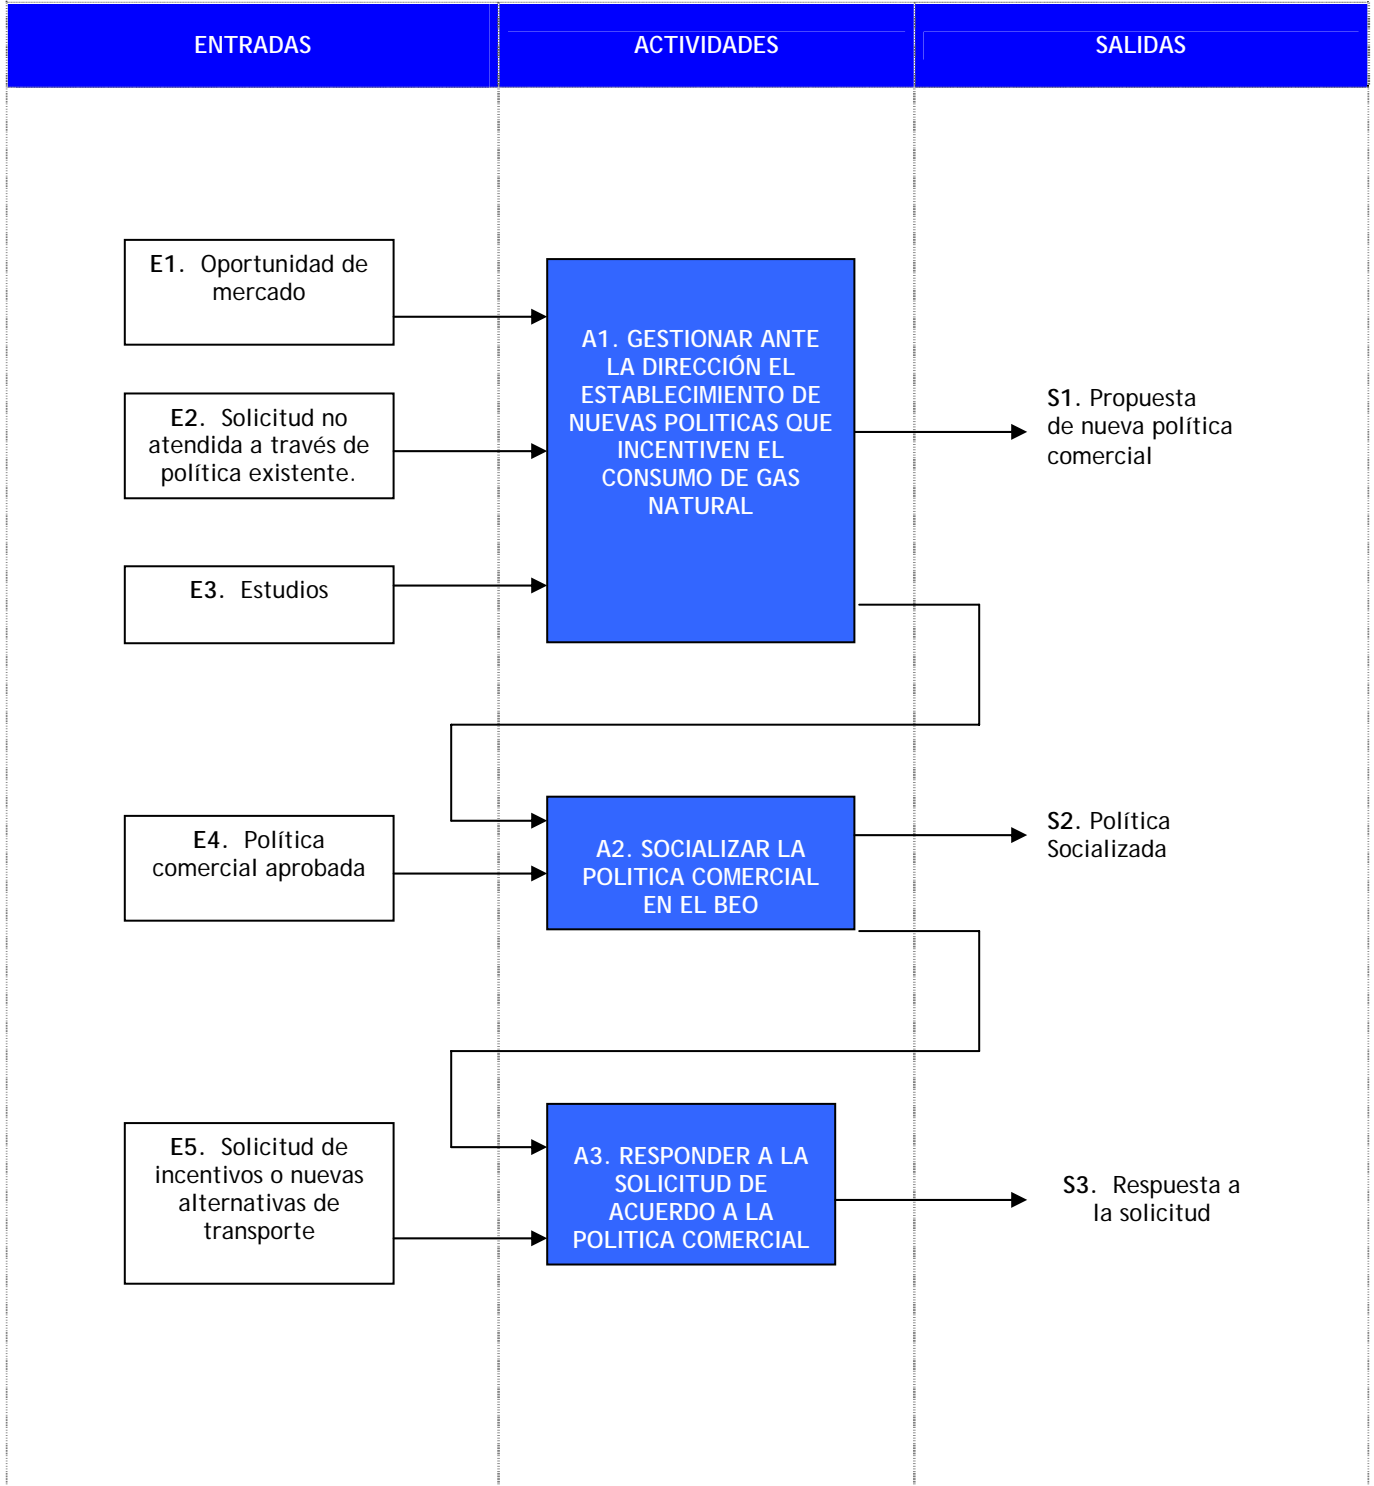 ENTRADAS
ACTIVIDADES
SALIDAS
E1. Oportunidad de
mercado
E2. Solicitud no
atendida a través de
política existente.
E3. Estudios
A1. GESTIONAR ANTE
LA DIRECCIÓN EL
ESTABLECIMIENTO DE
NUEVAS POLITICAS QUE
INCENTIVEN EL
CONSUMO DE GAS
NATURAL
S1. Propuesta
de nueva política
comercial
E4. Política
comercial aprobada
A2. SOCIALIZAR LA
POLITICA COMERCIAL
EN EL BEO
S2. Política
Socializada
E5. Solicitud de
incentivos o nuevas
alternativas de
transporte
A3. RESPONDER A LA
SOLICITUD DE
ACUERDO A LA
POLITICA COMERCIAL
S3. Respuesta a
la solicitud